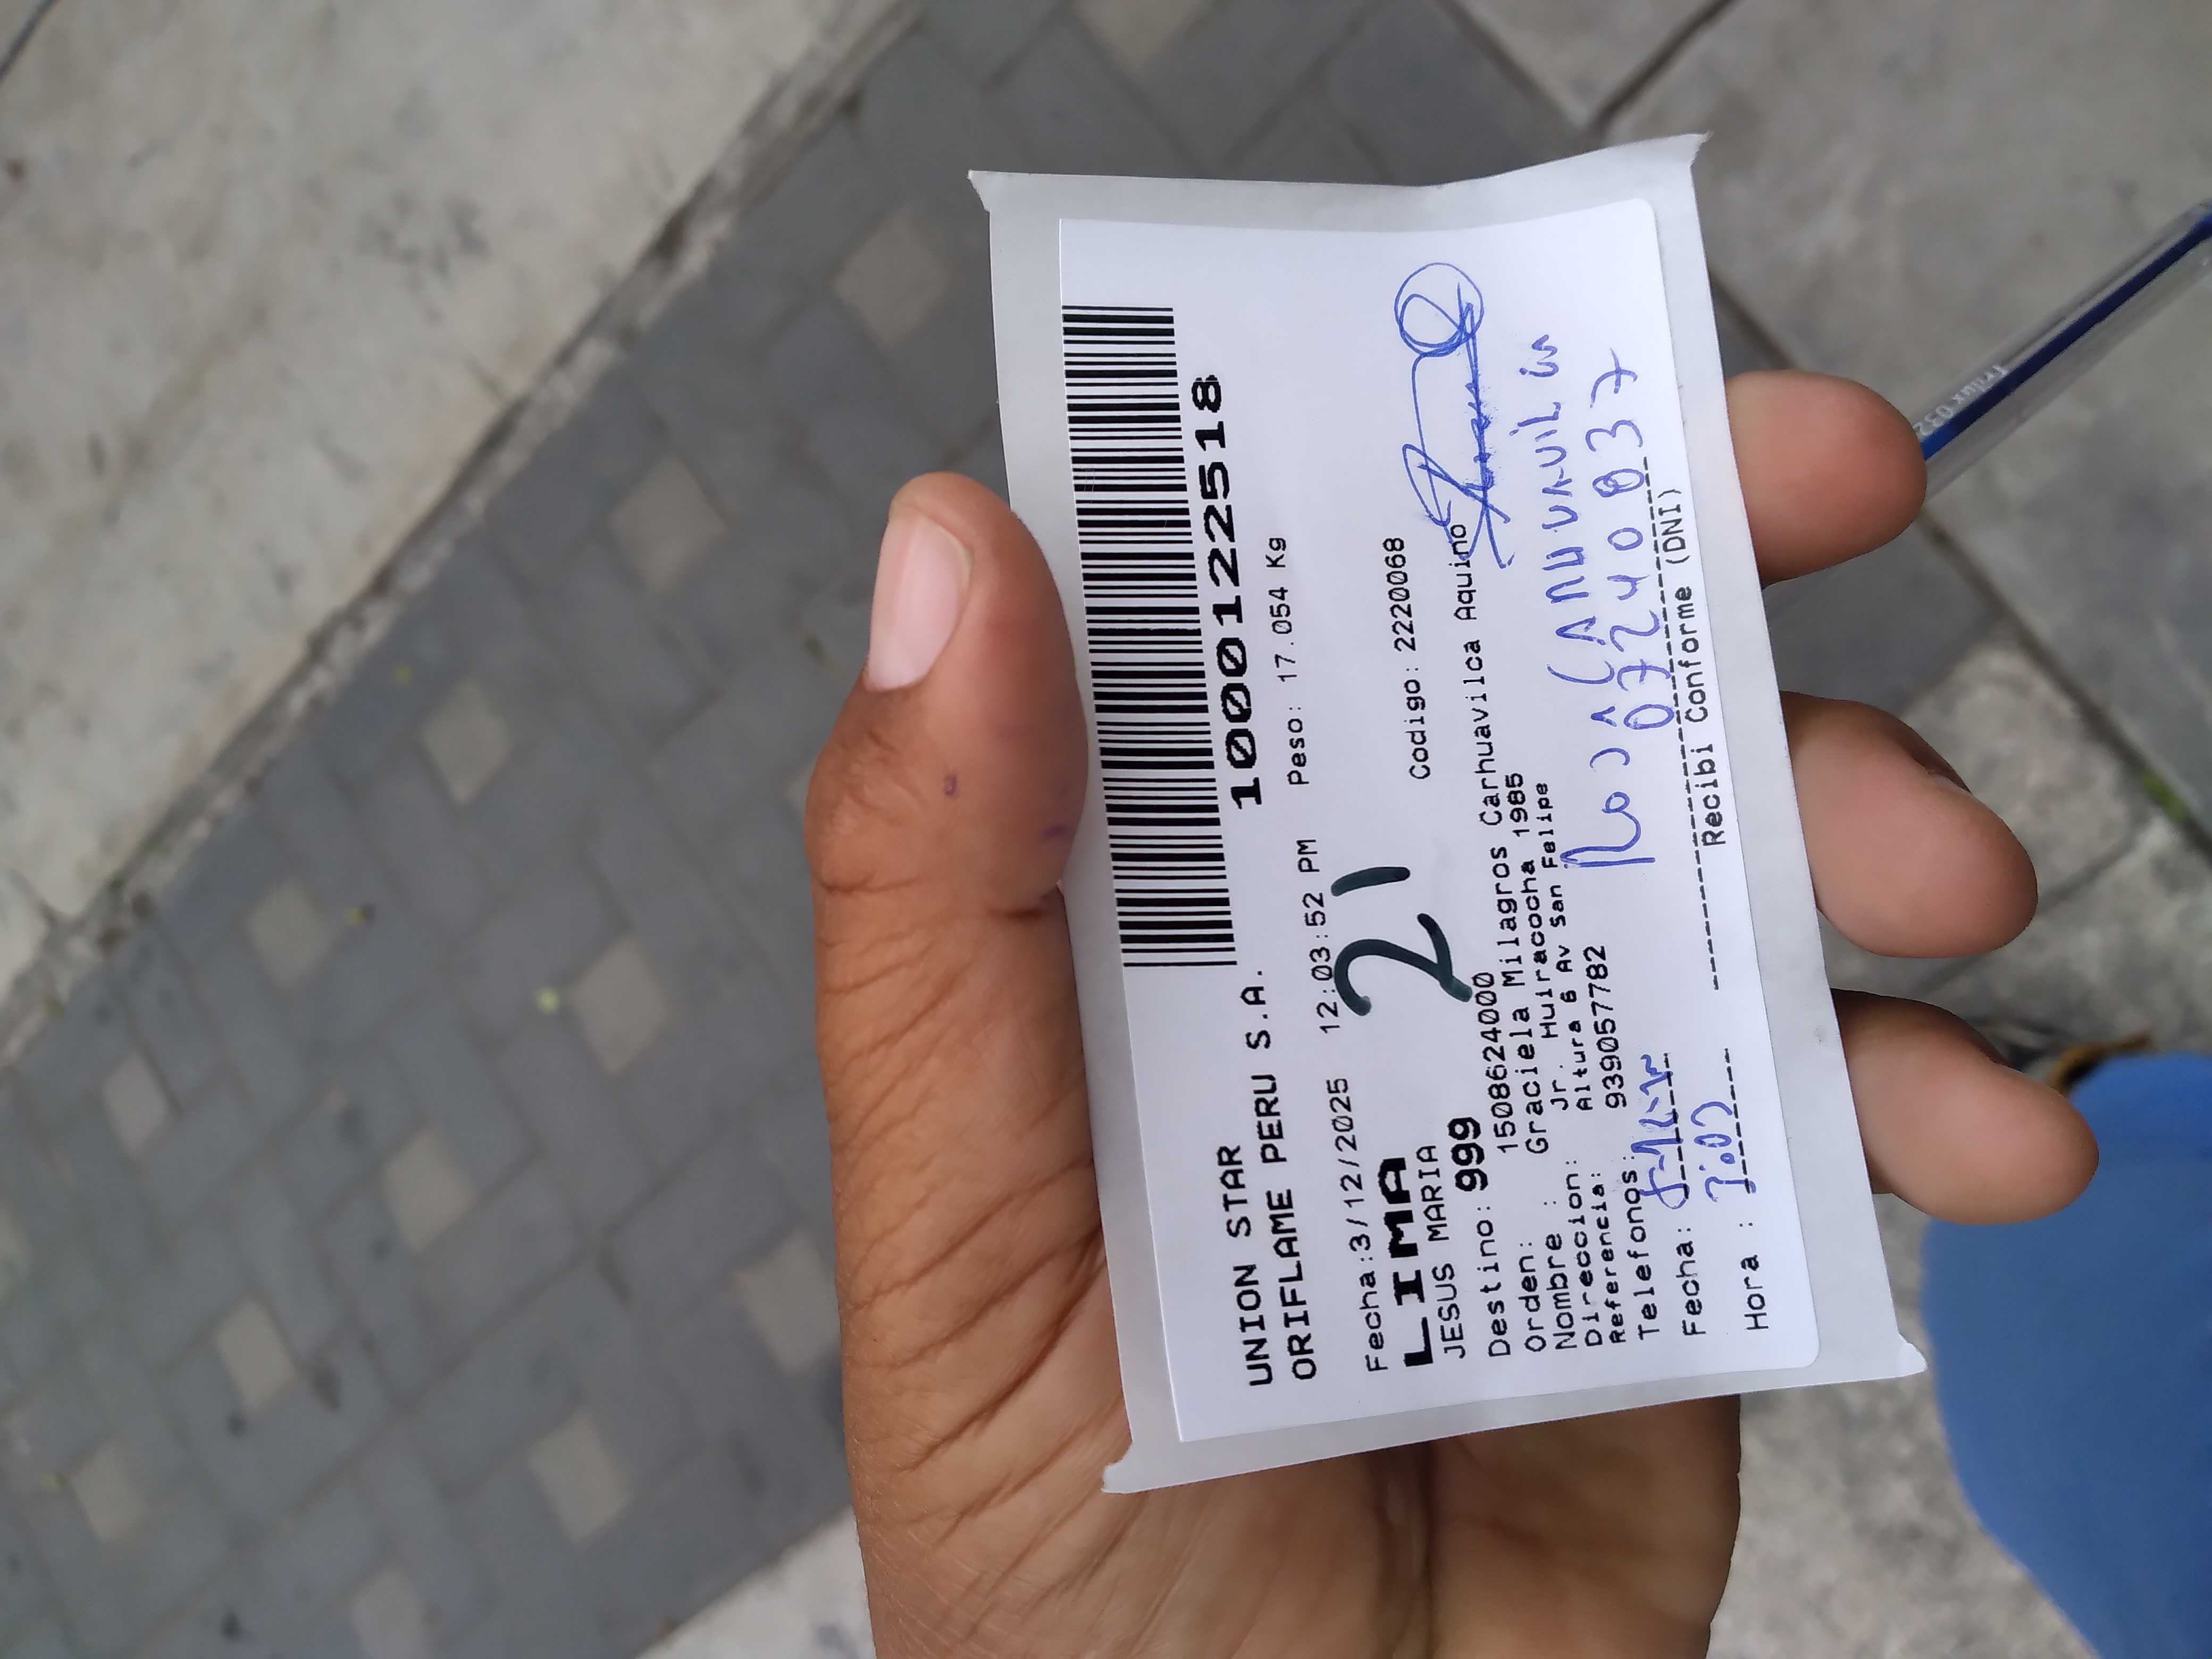 UNION STAR
ORIFLAME PERU S.A.
10001222518
Fecha:3/12/2025 12:03:52 PM Peso: 17.054 Kg
LIMA
21
JESUS MARIA
Codigo: 2220068
Destino: 999
Orden: 1508624000
Nombre : Graciela Milagros Carhuavilca Aquino
Direccion: Jr. Huiracocha 1985
Referencia: Altura 6 Av San Felipe
Telefonos: 939057782
Fecha:
Hora :
07240837
Recibi Conforme (DNI)